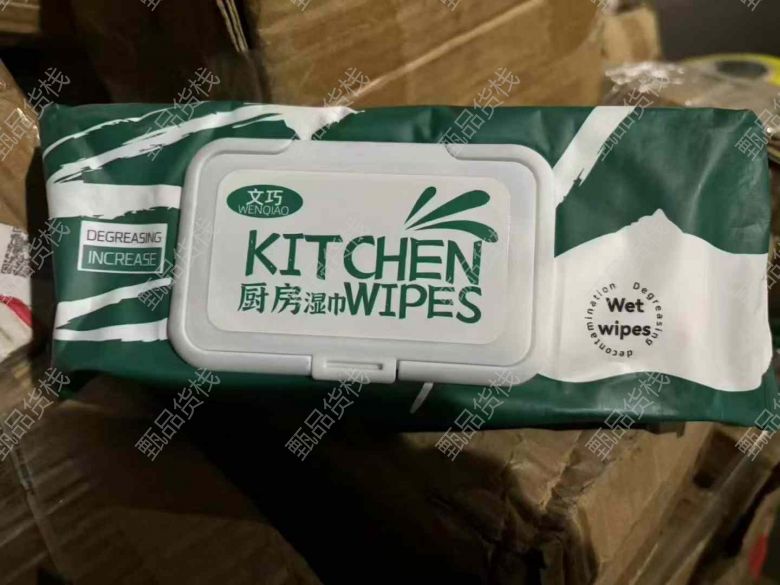 文巧
WENQIAO
KITCHEN
厨房湿巾WIPES
DEGREASING
INCREASE
Degreasing decontamination
Wet
wipes
甄品货栈